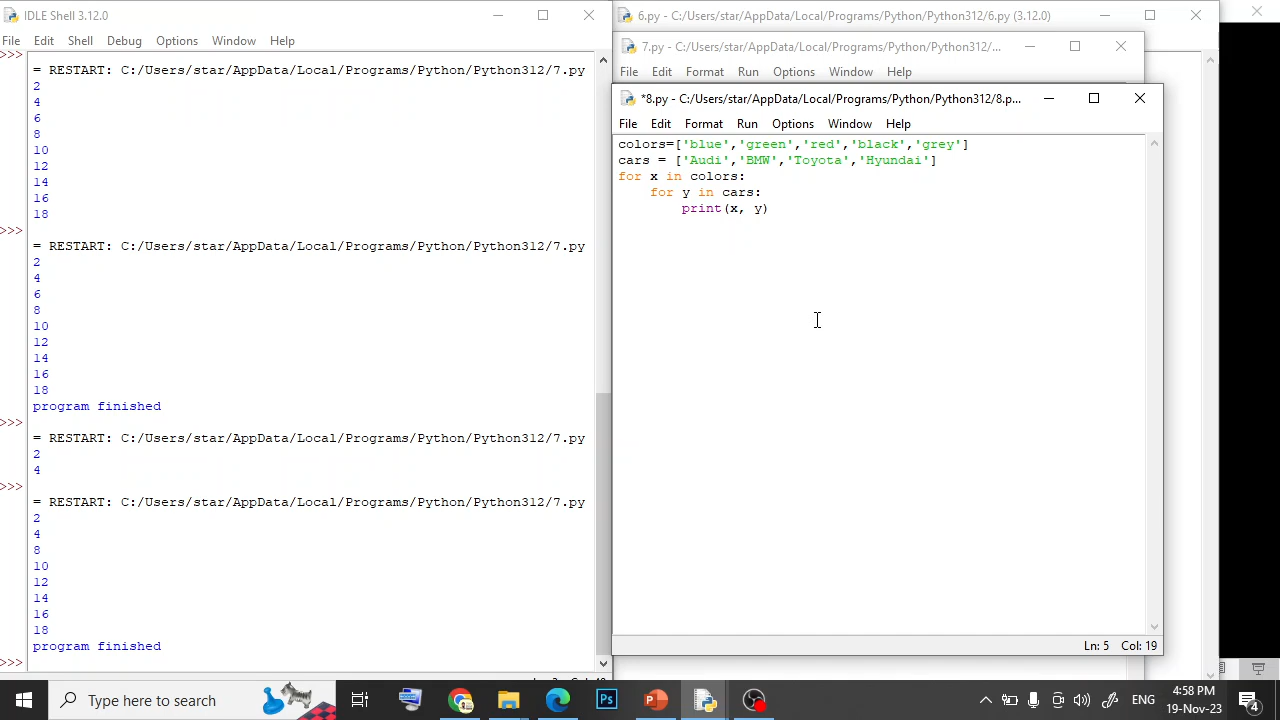 IDLE Shell 3.12.0
File Edit Shell Debug Options Window Help
>>>
= RESTART: C:/Users/star/AppData/Local/Programs/Python/Python312/7.py
2
4
6
8
10
12
14
16
18
>>>
= RESTART: C:/Users/star/AppData/Local/Programs/Python/Python312/7.py
2
4
6
8
10
12
14
16
18
program finished
>>>
= RESTART: C:/Users/star/AppData/Local/Programs/Python/Python312/7.py
2
4
>>>
= RESTART: C:/Users/star/AppData/Local/Programs/Python/Python312/7.py
2
4
8
10
12
14
16
18
program finished
>>>
6.py - C:/Users/star/AppData/Local/Programs/Python/Python312/6.py (3.12.0)
7.py - C:/Users/star/AppData/Local/Programs/Python/Python312/...
File Edit Format Run Options Window Help
*8.py - C:/Users/star/AppData/Local/Programs/Python/Python312/8.p...
File Edit Format Run Options Window Help
colors=['blue','green','red','black','grey']
cars = ['Audi','BMW','Toyota','Hyundai']
for x in colors:
    for y in cars:
        print(x, y)
Ln: 5 Col: 19
Type here to search
Ps
ENG
4:58 PM
19-Nov-23
4